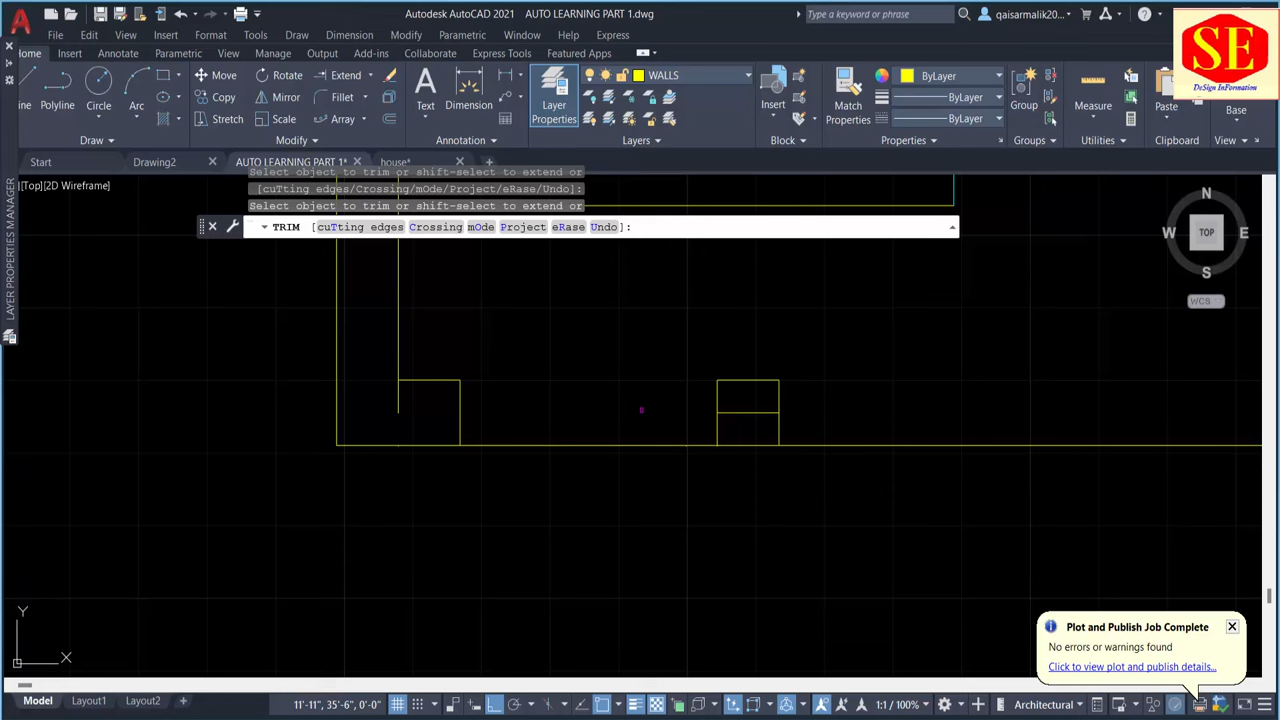 Autodesk AutoCAD 2021 AUTO LEARNING PART 1.dwg
Type a keyword or phrase
qaisarmalik20...
SE
DeSign InFormation
File Edit View Insert Format Tools Draw Dimension Modify Parametric Window Help Express
Home Insert Annotate Parametric View Manage Output Add-ins Collaborate Express Tools Featured Apps
Move Rotate Extend
WALLS
ByLayer
Polyline Circle Arc
Copy Mirror Fillet
Text Dimension
Layer Properties
Insert
Match Properties
ByLayer
Group
Measure
Paste
Base
Stretch Scale Array
ByLayer
Draw Modify Annotation Layers Block Properties Groups Utilities Clipboard View
Start Drawing2 AUTO LEARNING PART 1* house*
[Top][2D Wireframe]
Select object to trim or shift-select to extend or
[cuTting edges/Crossing/mOde/Project/eRase/Undo]:
Select object to trim or shift-select to extend or
TRIM [cuTting edges Crossing mOde Project eRase Undo]:
LAYER PROPERTIES MANAGER
N
W TOP E
S
WCS
Y
X
Plot and Publish Job Complete
No errors or warnings found
Click to view plot and publish details...
Model Layout1 Layout2
11'-11", 35'-6", 0'-0" MODEL
1:1 / 100% Architectural